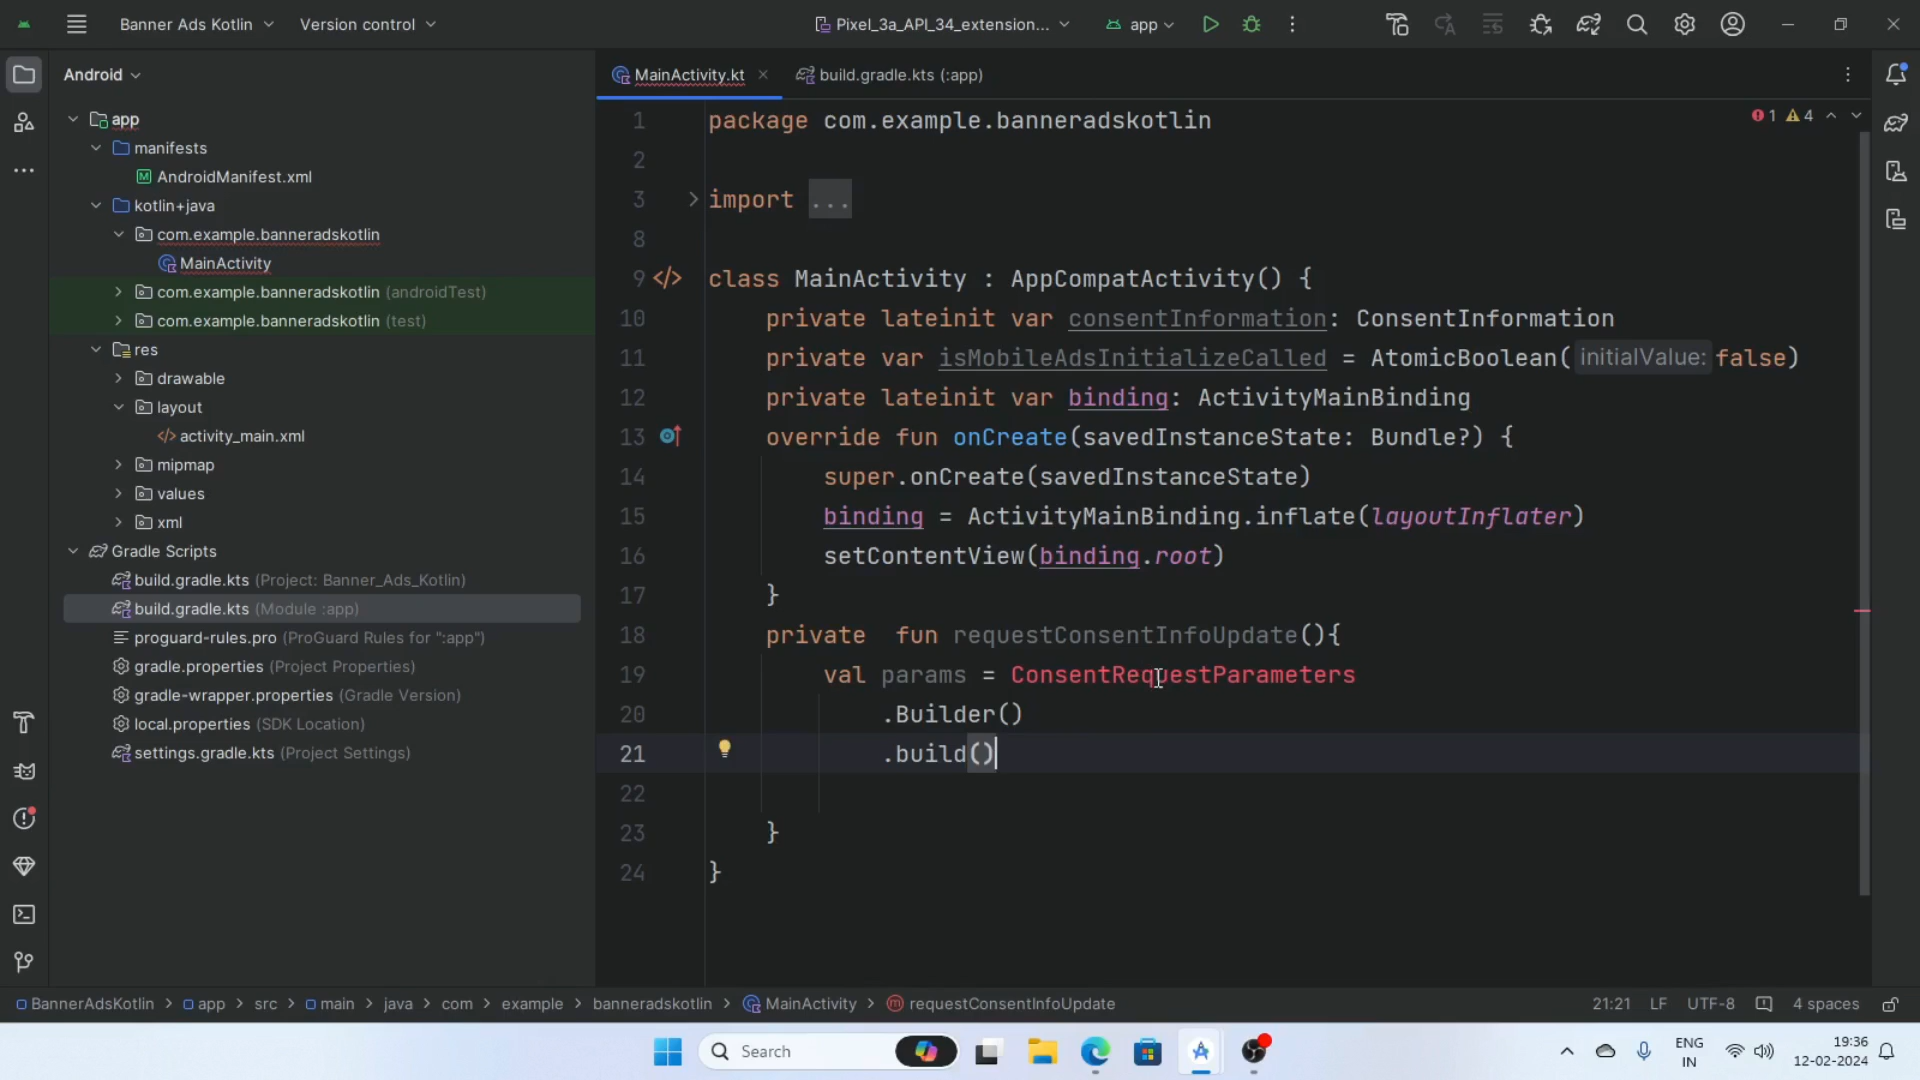 Banner Ads Kotlin Version control Pixel_3a_API_34_extension... app
Android
MainActivity.kt build.gradle.kts (:app)
app
manifests
AndroidManifest.xml
kotlin+java
com.example.banneradskotlin
MainActivity
com.example.banneradskotlin (androidTest)
com.example.banneradskotlin (test)
res
drawable
layout
activity_main.xml
mipmap
values
xml
Gradle Scripts
build.gradle.kts (Project: Banner_Ads_Kotlin)
build.gradle.kts (Module :app)
proguard-rules.pro (ProGuard Rules for ":app")
gradle.properties (Project Properties)
gradle-wrapper.properties (Gradle Version)
local.properties (SDK Location)
settings.gradle.kts (Project Settings)
1 4
1 package com.example.banneradskotlin
2
3 import ...
8
9 class MainActivity : AppCompatActivity() {
10 private lateinit var consentInformation: ConsentInformation
11 private var isMobileAdsInitializeCalled = AtomicBoolean( initialValue: false)
12 private lateinit var binding: ActivityMainBinding
13 override fun onCreate(savedInstanceState: Bundle?) {
14 super.onCreate(savedInstanceState)
15 binding = ActivityMainBinding.inflate(layoutInflater)
16 setContentView(binding.root)
17 }
18 private  fun requestConsentInfoUpdate(){
19 val params = ConsentRequestParameters
20 .Builder()
21 .build()
22
23 }
24 }
BannerAdsKotlin > app > src > main > java > com > example > banneradskotlin > MainActivity > requestConsentInfoUpdate 21:21 LF UTF-8 4 spaces
Search
ENG
IN
19:36
12-02-2024